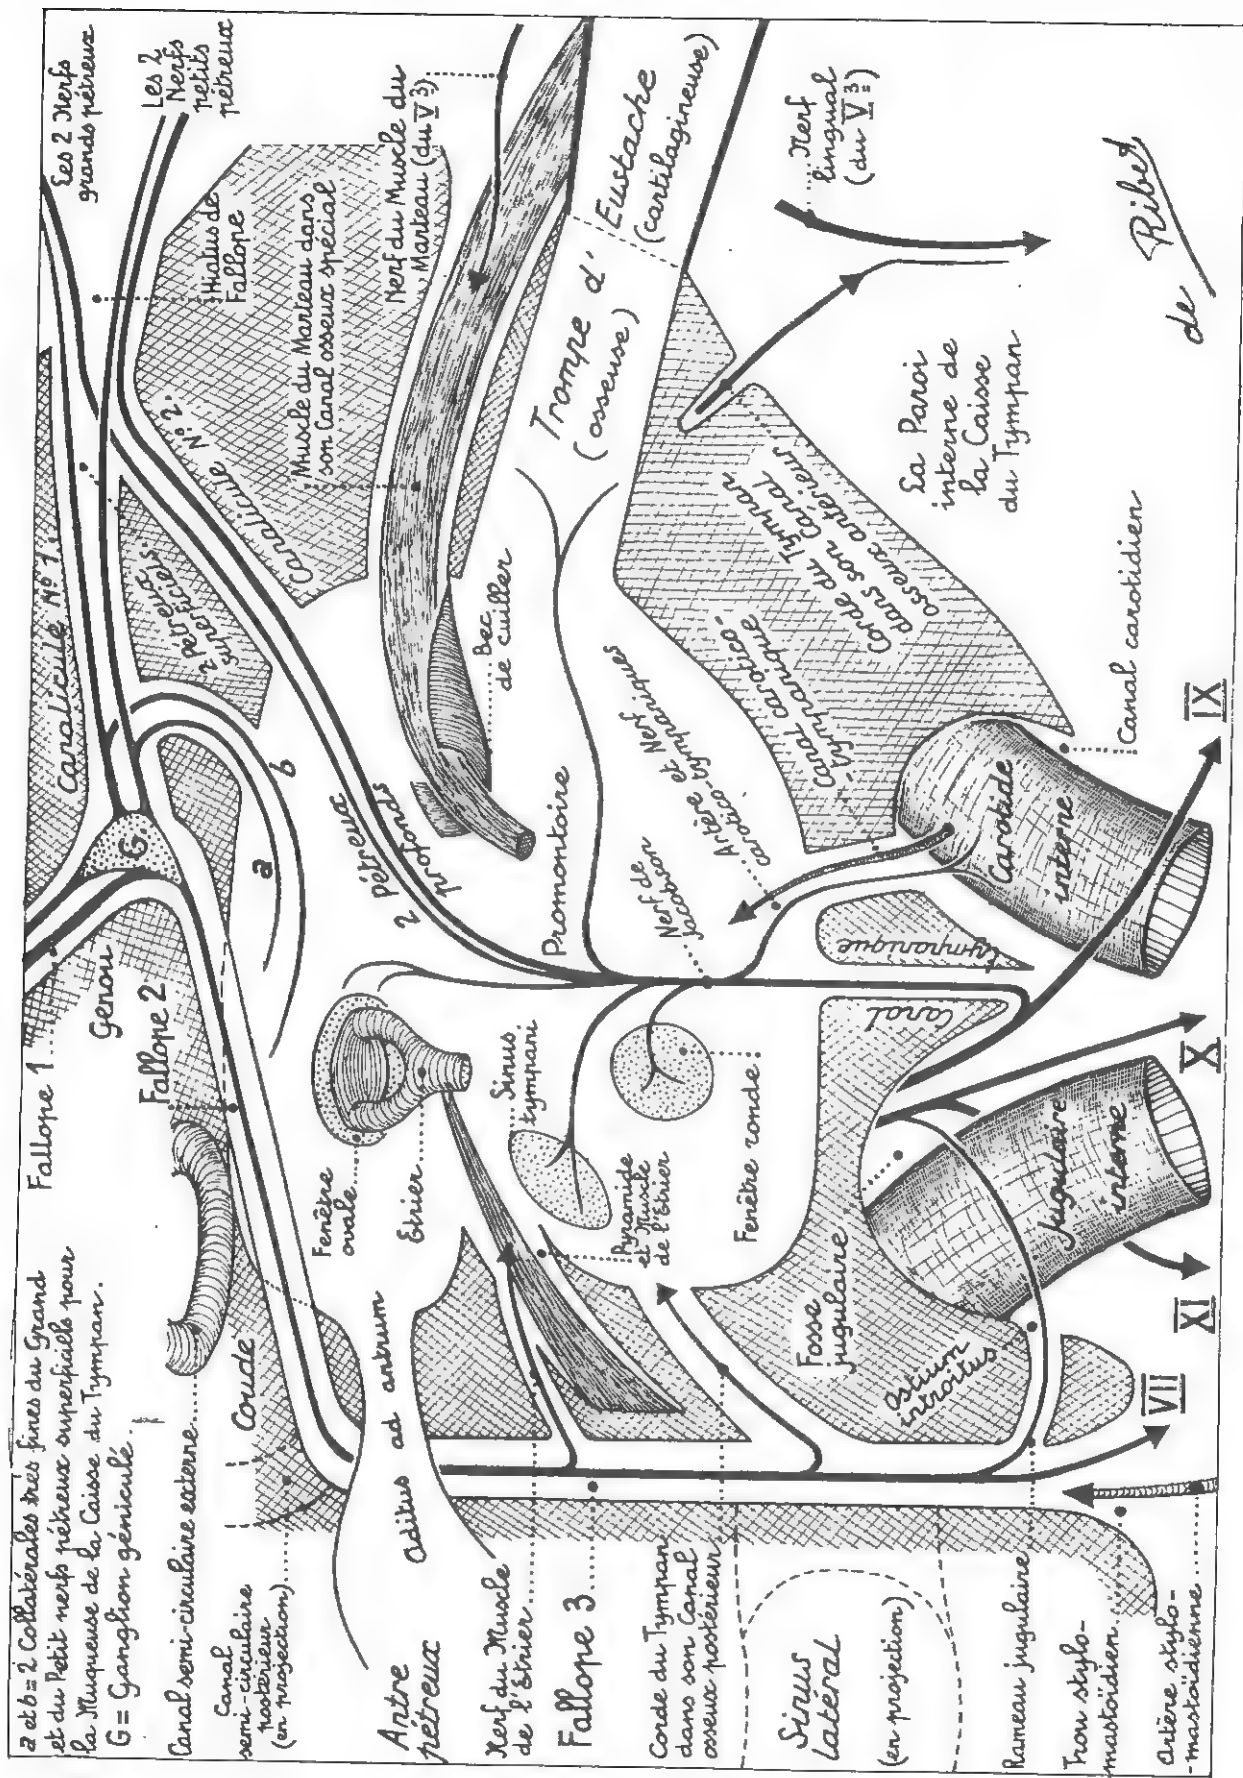 a et b = 2 Collatérales très fines du Grand
et du Petit nerfs pétreux superficiels pour
la Muqueuse de la Caisse du Tympan.
G = Ganglion géniculé.
Fallope 1
Genou
G.
Canalicule N° 1.
Les 2 Nerfs
grands pétreux
Les 2
Nerfs
petits
pétreux
Hiatus de
Fallope
2 Pétreux
superficiels.
Canalicule N° 2.
Canal semi-circulaire externe
Fallope 2
a
b
Coude
Canal
semi-circulaire
postérieur
(en projection)
2 Pétreux
profonds
Muscle du Marteau dans
son Canal osseux spécial
Nerf du Muscle du
Marteau (du V3)
Fenêtre
ovale
Etrier
Bec
de cuiller
Antre
pétreux
Aditus ad antrum
Promontoire
Trompe d'
(osseuse)
Eustache
(cartilagineuse)
Nerf du Muscle
de l'Etrier
Sinus
tympani
Pyramide
et Muscle
de l'Etrier
Nerf de
Jacobson
Artère et Nerf
carotico-tympaniques
Fallope 3
Fenêtre ronde
Canal carotico-
-tympanique
Corde du Tympan
dans son Canal
osseux antérieur
Nerf
lingual
(du V3)
Corde du Tympan
dans son Canal
osseux postérieur
Canal
tympanique
Fosse
jugulaire
Ostium
introitus
Sinus
latéral
(en projection)
Jugulaire
interne
Carotide
interne
La Paroi
interne de
la Caisse
du Tympan
Canal carotidien
Rameau jugulaire
Trou stylo-
mastoïdien
Artère stylo-
-mastoïdienne
VII
XI
X
IX
de Ribet